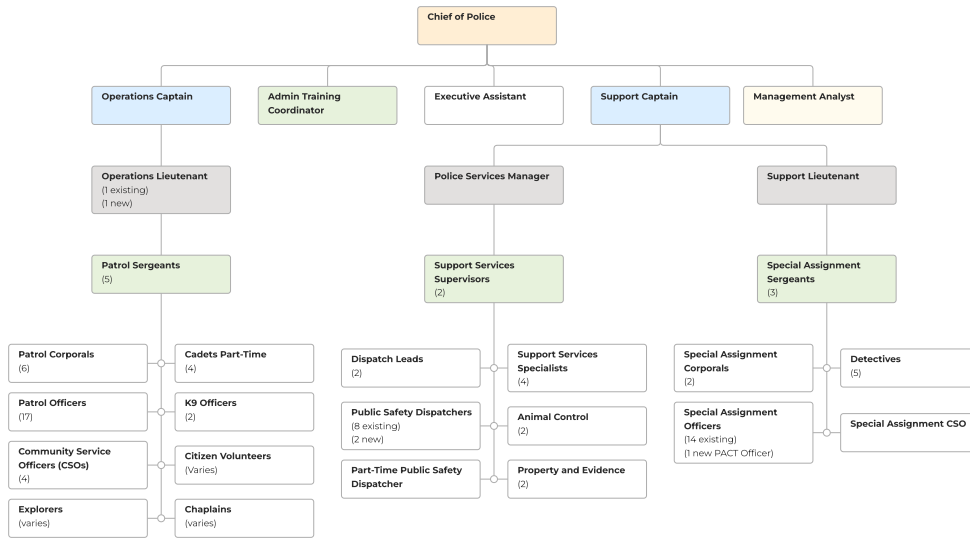 Chief of Police
Operations Captain
Admin Training
Coordinator
Executive Assistant
Support Captain
Management Analyst
Operations Lieutenant
(1 existing)
(1 new)
Police Services Manager
Support Lieutenant
Patrol Sergeants
(5)
Support Services
Supervisors
(2)
Special Assignment
Sergeants
(3)
Patrol Corporals
(6)
Cadets Part-Time
(4)
Patrol Officers
(17)
K9 Officers
(2)
Community Service
Officers (CSOs)
(4)
Citizen Volunteers
(Varies)
Explorers
(varies)
Chaplains
(varies)
Dispatch Leads
(2)
Support Services
Specialists
(4)
Public Safety Dispatchers
(8 existing)
(2 new)
Animal Control
(2)
Part-Time Public Safety
Dispatcher
Property and Evidence
(2)
Special Assignment
Corporals
(2)
Detectives
(5)
Special Assignment
Officers
(14 existing)
(1 new PACT Officer)
Special Assignment CSO